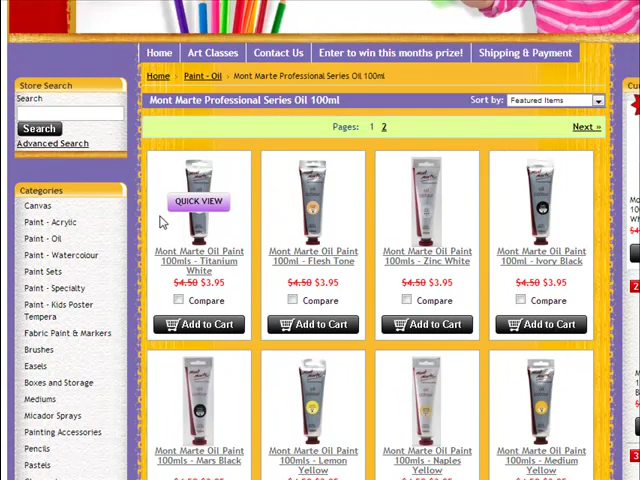 Home
Art Classes
Contact Us
Enter to win this months prize!
Shipping & Payment
Home
Paint - Oil
Mont Marte Professional Series Oil 100ml
Store Search
Search
Search
Advanced Search
Mont Marte Professional Series Oil 100ml
Sort by:
Featured Items
Pages: 1 2
Next »
Categories
Canvas
Paint - Acrylic
Paint - Oil
Paint - Watercolour
Paint Sets
Paint - Specialty
Paint - Kids Poster
Tempera
Fabric Paint & Markers
Brushes
Easels
Boxes and Storage
Mediums
Micador Sprays
Painting Accessories
Pencils
Pastels
QUICK VIEW
Mont Marte Oil Paint
100mls - Titanium
White
$4.50 $3.95
Compare
Add to Cart
Mont Marte Oil Paint
100mls - Flesh Tone
$4.50 $3.95
Compare
Add to Cart
Mont Marte Oil Paint
100mls - Zinc White
$4.50 $3.95
Compare
Add to Cart
Mont Marte Oil Paint
100mls - Ivory Black
$4.50 $3.95
Compare
Add to Cart
Mont Marte Oil Paint
100mls - Mars Black
Mont Marte Oil Paint
100mls - Lemon
Yellow
Mont Marte Oil Paint
100mls - Naples
Yellow
Mont Marte Oil Paint
100mls - Medium
Yellow